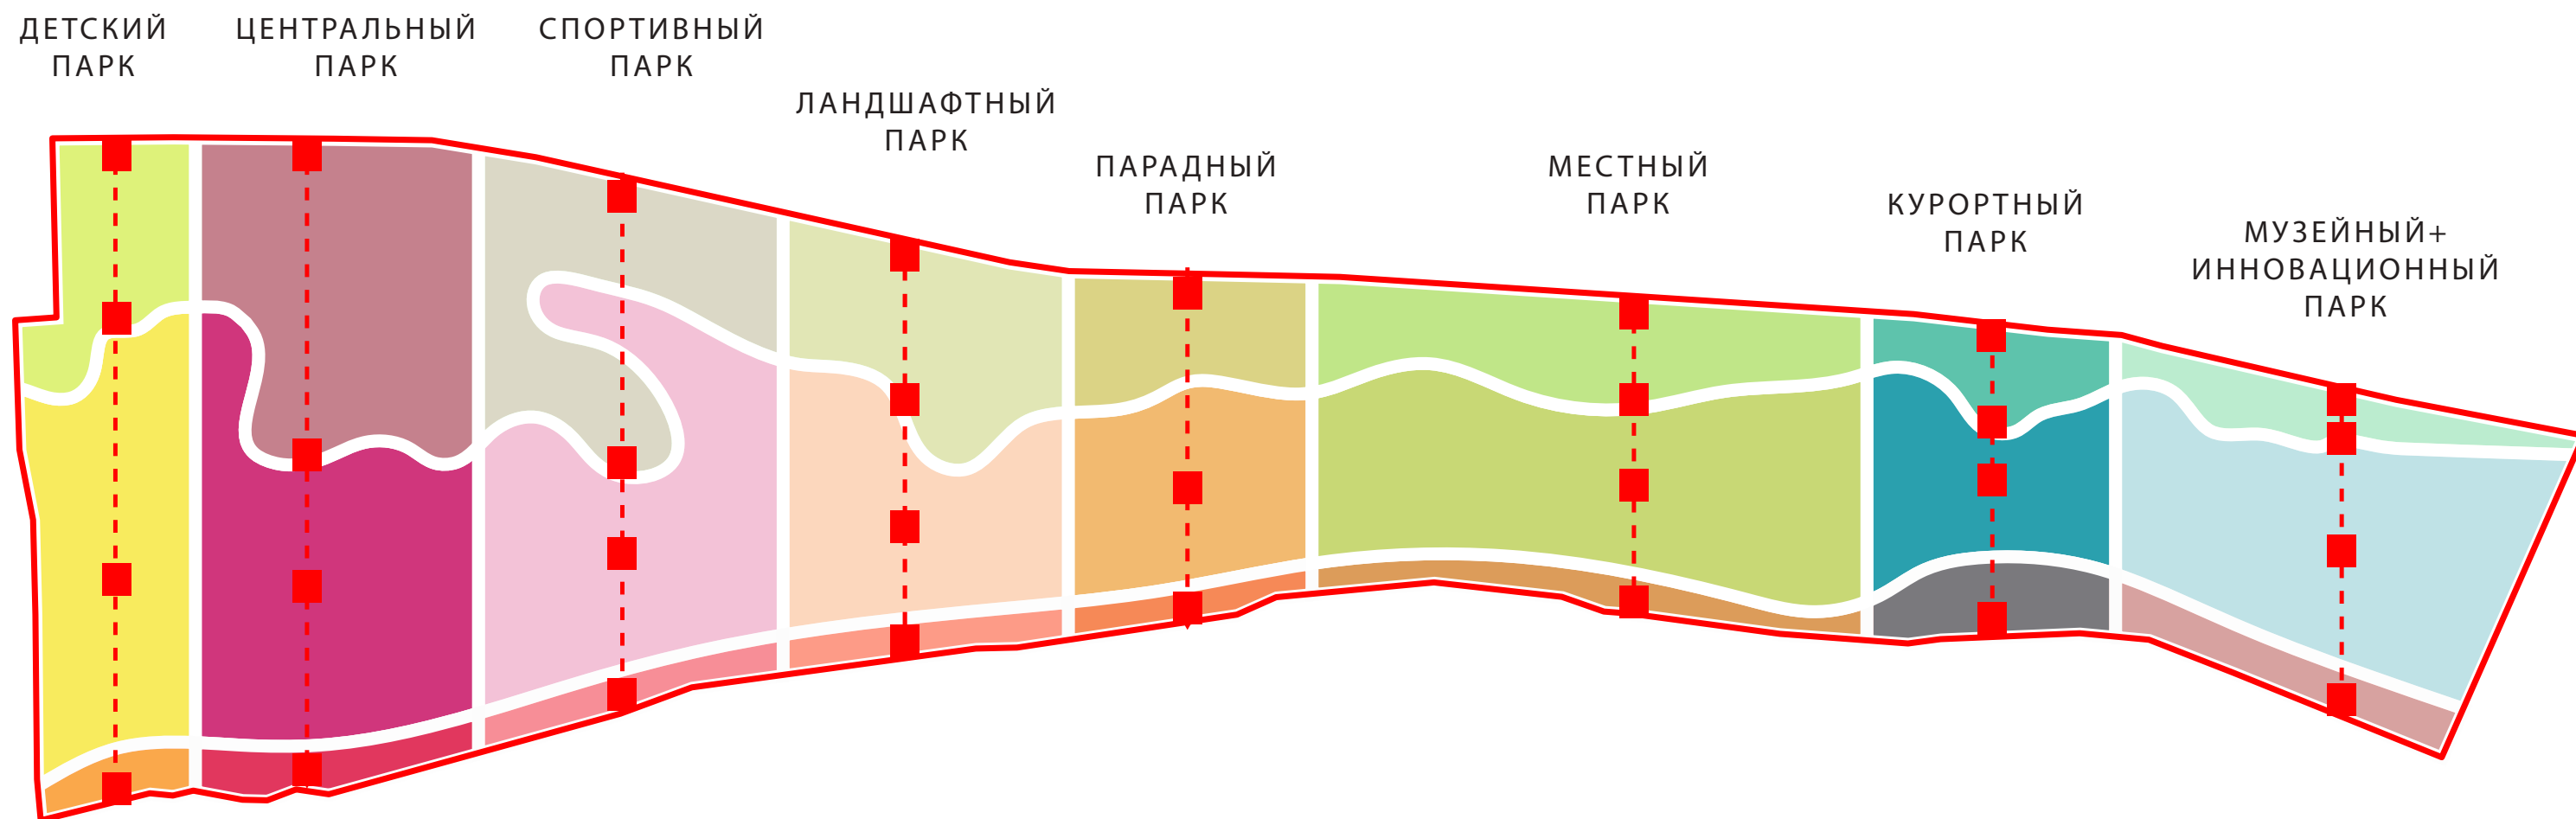 ДЕТСКИЙ
ПАРК
ЦЕНТРАЛЬНЫЙ
ПАРК
СПОРТИВНЫЙ
ПАРК
ЛАНДШАФТНЫЙ
ПАРК
ПАРАДНЫЙ
ПАРК
МЕСТНЫЙ
ПАРК
КУРОРТНЫЙ
ПАРК
МУЗЕЙНЫЙ+
ИННОВАЦИОННЫЙ
ПАРК